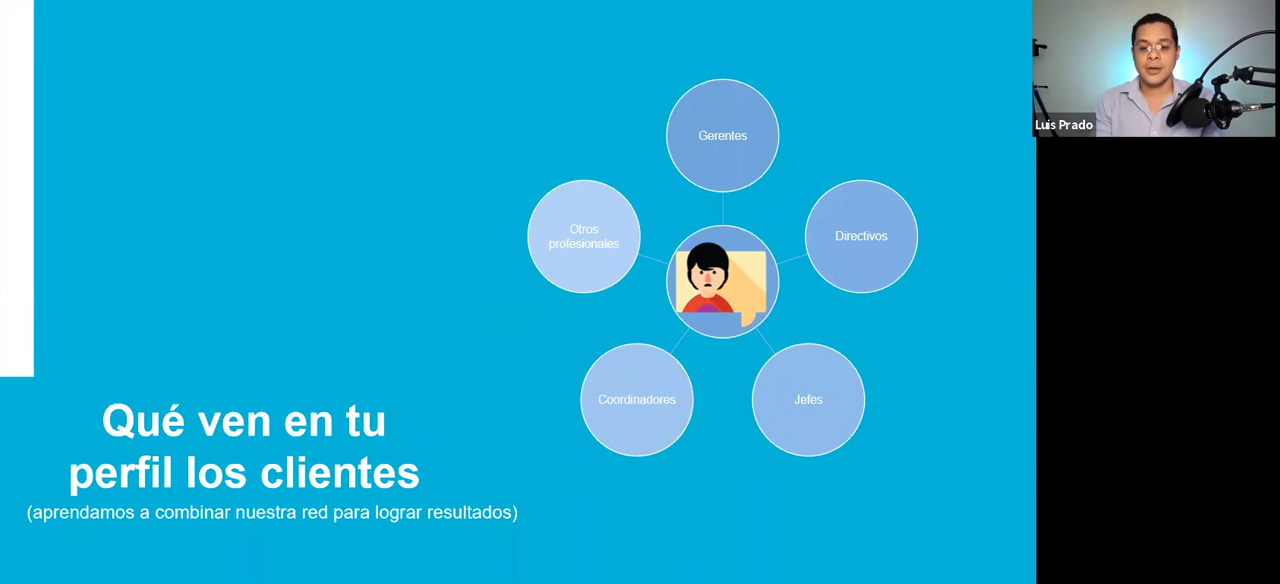 Gerentes
Otros
profesionales
Directivos
Coordinadores
Jefes
Qué ven en tu
perfil los clientes
(aprendamos a combinar nuestra red para lograr resultados)
Luis Prado